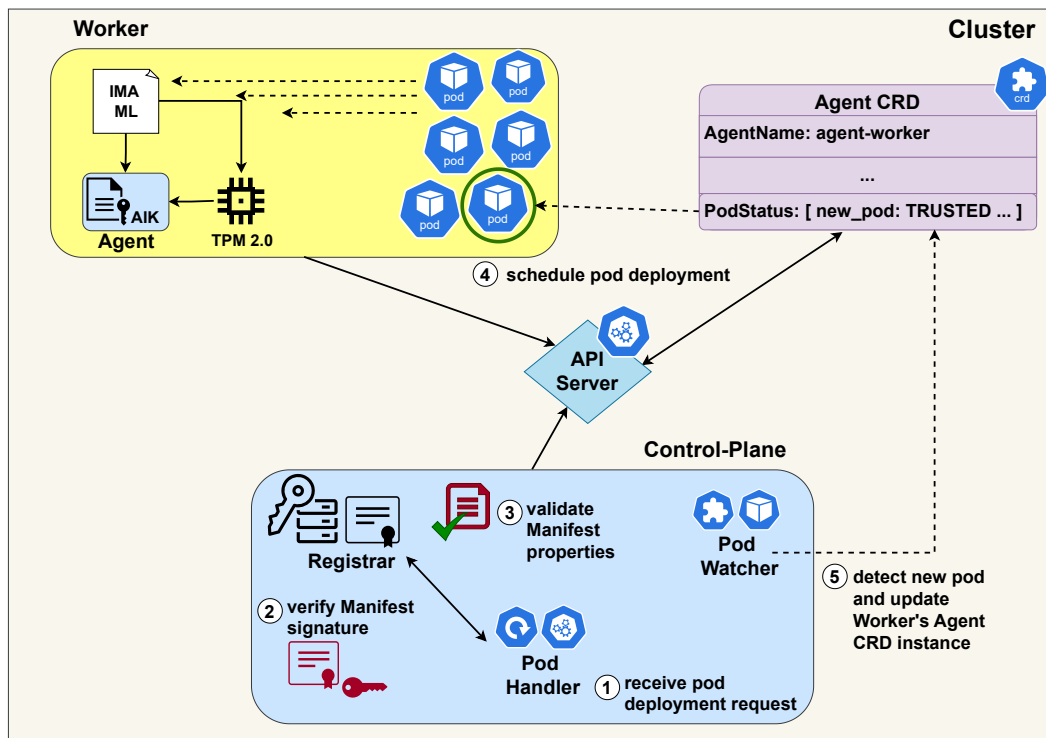 Worker
Cluster
IMA
ML
pod
pod
pod
pod
pod
pod
AIK
Agent
TPM 2.0
crd
Agent CRD
AgentName: agent-worker
...
PodStatus: [ new_pod: TRUSTED ... ]
4 schedule pod deployment
API
Server
Control-Plane
3 validate
Manifest
properties
Registrar
Pod
Watcher
2 verify Manifest
signature
5 detect new pod
and update
Worker's Agent
CRD instance
Pod
Handler
1 receive pod
deployment request